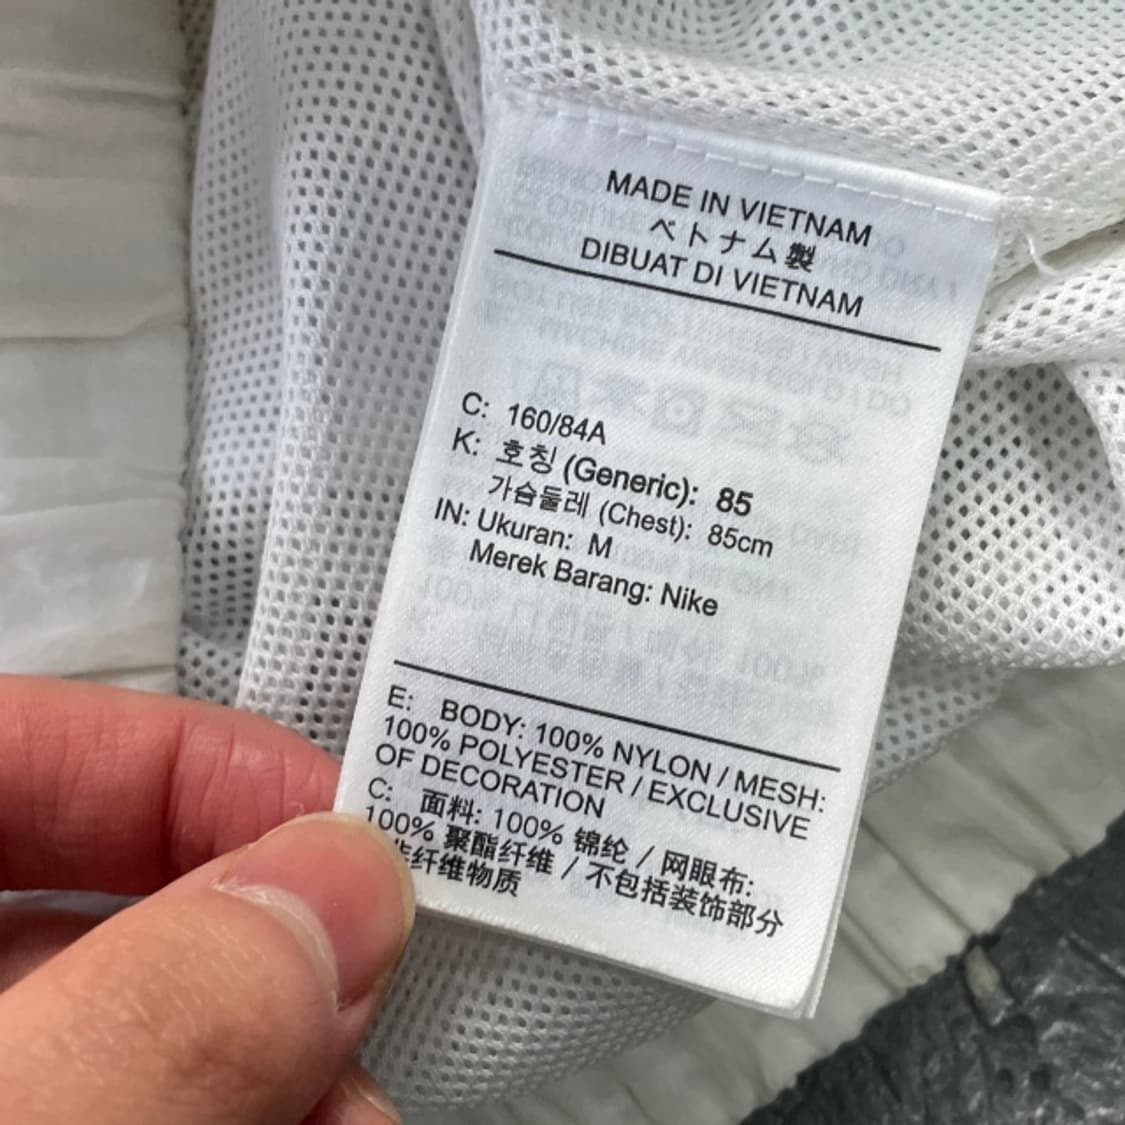 MADE IN VIETNAM
ベトナム製
DIBUAT DI VIETNAM
C: 160/84A
K: 호칭 (Generic): 85
가슴둘레 (Chest): 85cm
IN: Ukuran: M
Merek Barang: Nike
E: BODY: 100% NYLON / MESH:
100% POLYESTER / EXCLUSIVE
OF DECORATION
C: 面料: 100% 锦纶 / 网眼布:
100% 聚酯纤维 / 不包括装饰部分
纤维物质